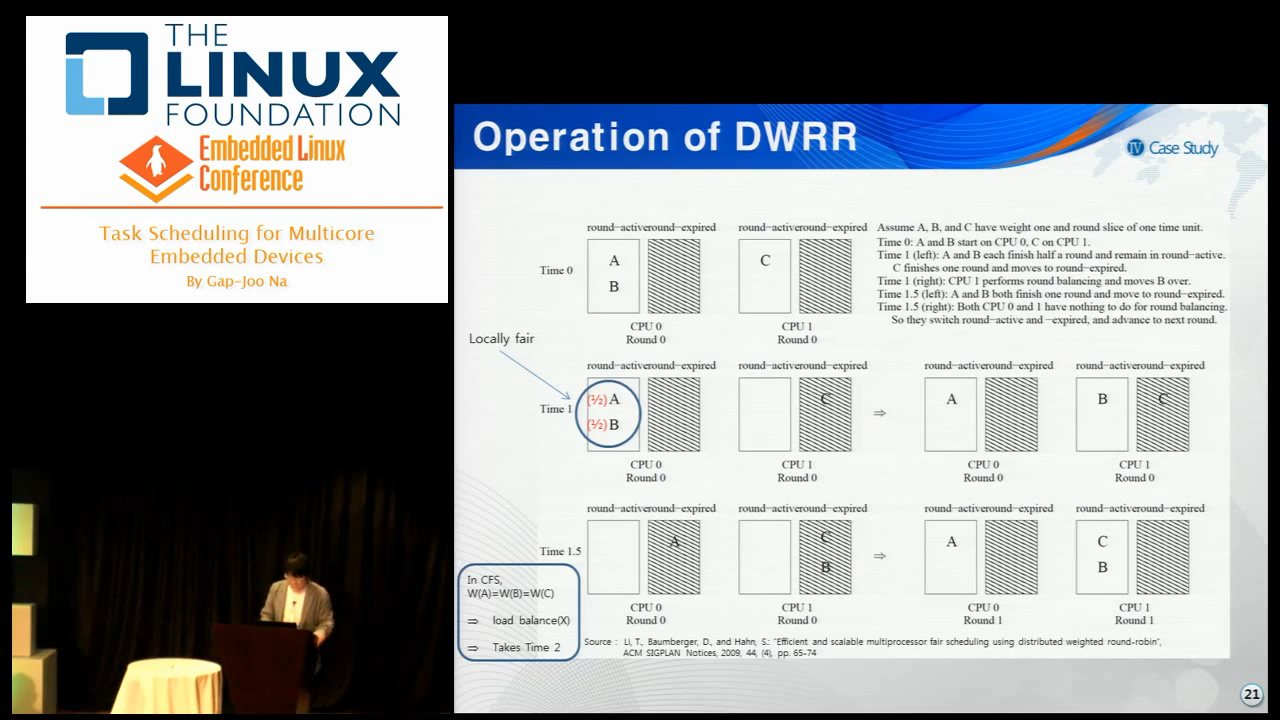 THE
LINUX
FOUNDATION
Embedded Linux
Conference
Task Scheduling for Multicore
Embedded Devices
By Gap-Joo Na
Operation of DWRR
IV Case Study
round-activeround-expired round-activeround-expired
Time 0
A
B
C
CPU 0
Round 0
CPU 1
Round 0
Assume A, B, and C have weight one and round slice of one time unit.
Time 0: A and B start on CPU 0, C on CPU 1.
Time 1 (left): A and B each finish half a round and remain in round-active.
C finishes one round and moves to round-expired.
Time 1 (right): CPU 1 performs round balancing and moves B over.
Time 1.5 (left): A and B both finish one round and move to round-expired.
Time 1.5 (right): Both CPU 0 and 1 have nothing to do for round balancing.
So they switch round-active and -expired, and advance to next round.
Locally fair
round-activeround-expired round-activeround-expired round-activeround-expired round-activeround-expired
Time 1
(½) A
(½) B
C
⇒
A
B
C
CPU 0
Round 0
CPU 1
Round 0
CPU 0
Round 0
CPU 1
Round 0
round-activeround-expired round-activeround-expired round-activeround-expired round-activeround-expired
Time 1.5
A
C
B
⇒
A
C
B
CPU 0
Round 0
CPU 1
Round 0
CPU 0
Round 1
CPU 1
Round 1
In CFS,
W(A)=W(B)=W(C)
⇒ load balance(X)
⇒ Takes Time 2
Source : Li, T., Baumberger, D., and Hahn, S.: "Efficient and scalable multiprocessor fair scheduling using distributed weighted round-robin",
ACM SIGPLAN Notices, 2009, 44, (4), pp. 65-74
21